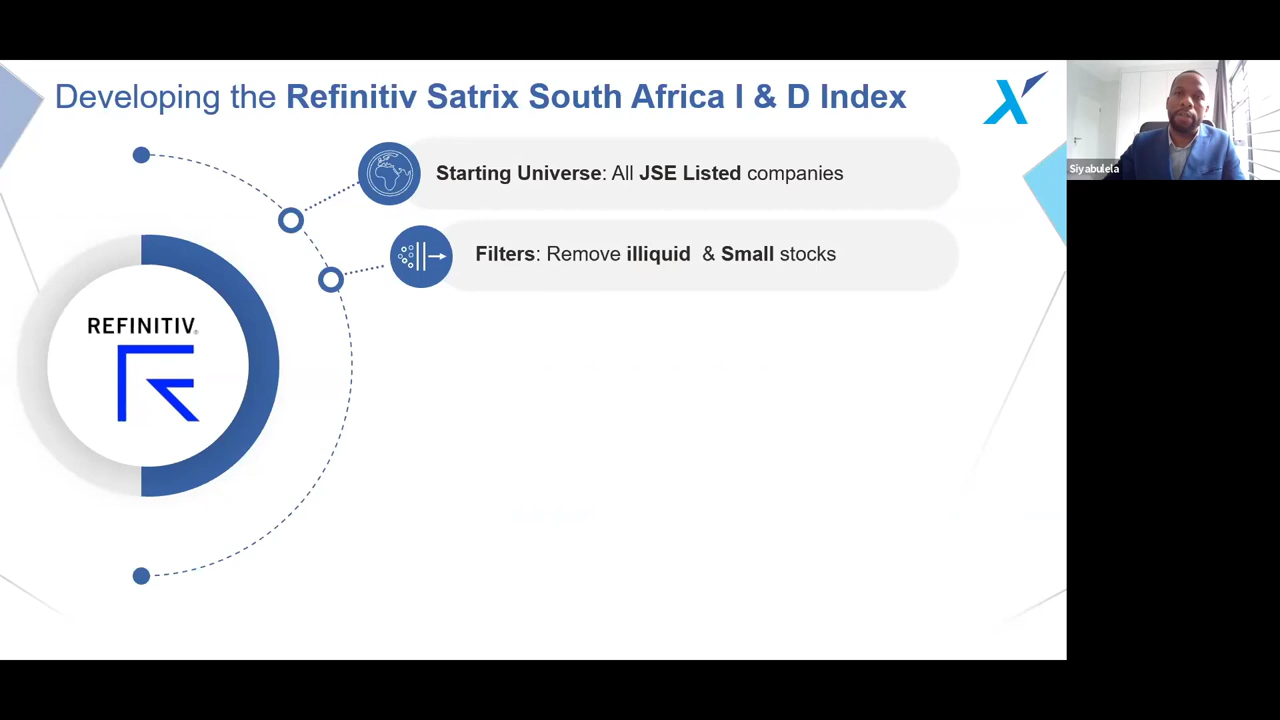 Developing the Refinitiv Satrix South Africa I & D Index
Starting Universe: All JSE Listed companies
Filters: Remove illiquid & Small stocks
REFINITIV®
Siyabulela